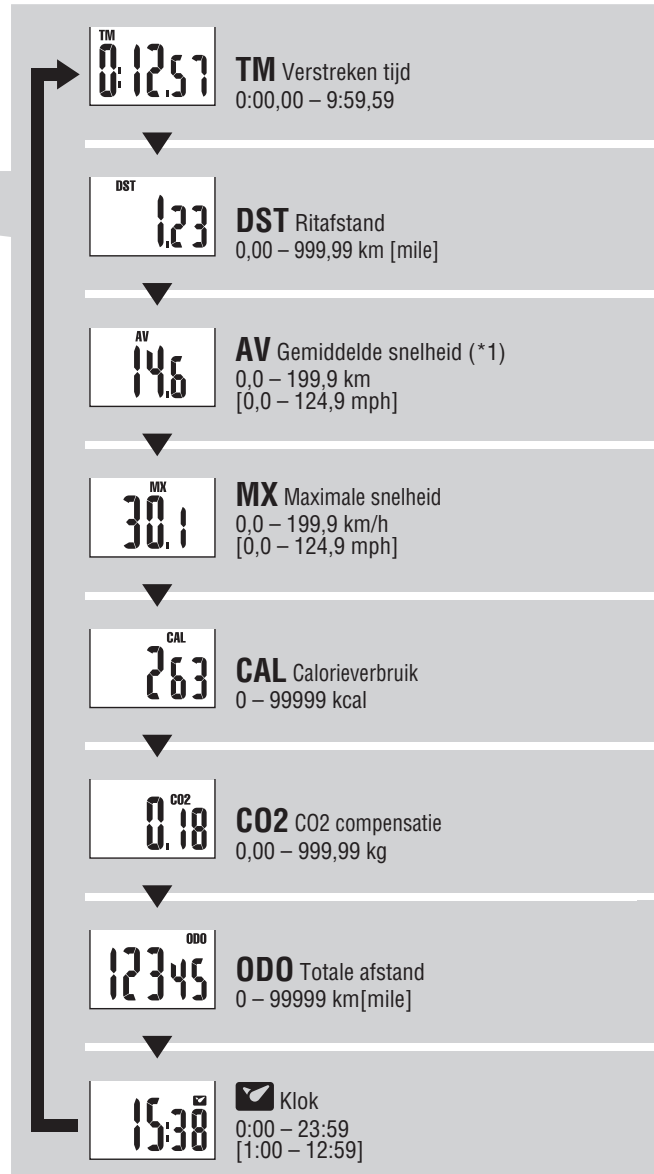 TM
0:12.57
TM Verstreken tijd
0:00,00 – 9:59,59
DST
1.23
DST Ritafstand
0,00 – 999,99 km [mile]
AV
14.6
AV Gemiddelde snelheid (*1)
0,0 – 199,9 km
[0,0 – 124,9 mph]
MX
30.1
MX Maximale snelheid
0,0 – 199,9 km/h
[0,0 – 124,9 mph]
CAL
263
CAL Calorieverbruik
0 – 99999 kcal
CO2
0.18
CO2 CO2 compensatie
0,00 – 999,99 kg
ODO
12345
ODO Totale afstand
0 – 99999 km[mile]
15:38
Klok
0:00 – 23:59
[1:00 – 12:59]